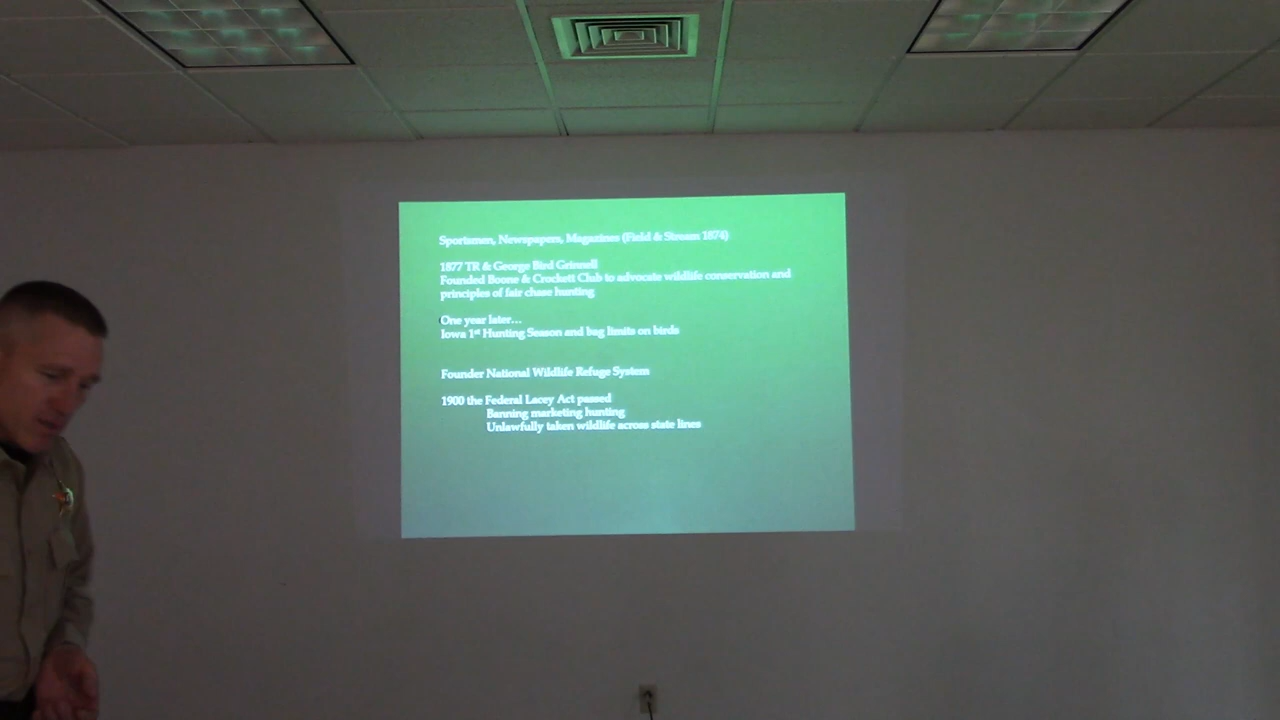 Sportsmen, Newspapers, Magazines (Field & Stream 1874)
1877 TR & George Bird Grinnell
Founded Boone & Crockett Club to advocate wildlife conservation and
principles of fair chase hunting
One year later…
Iowa 1st Hunting Season and bag limits on birds
Founder National Wildlife Refuge System
1900 the Federal Lacey Act passed
Banning marketing hunting
Unlawfully taken wildlife across state lines